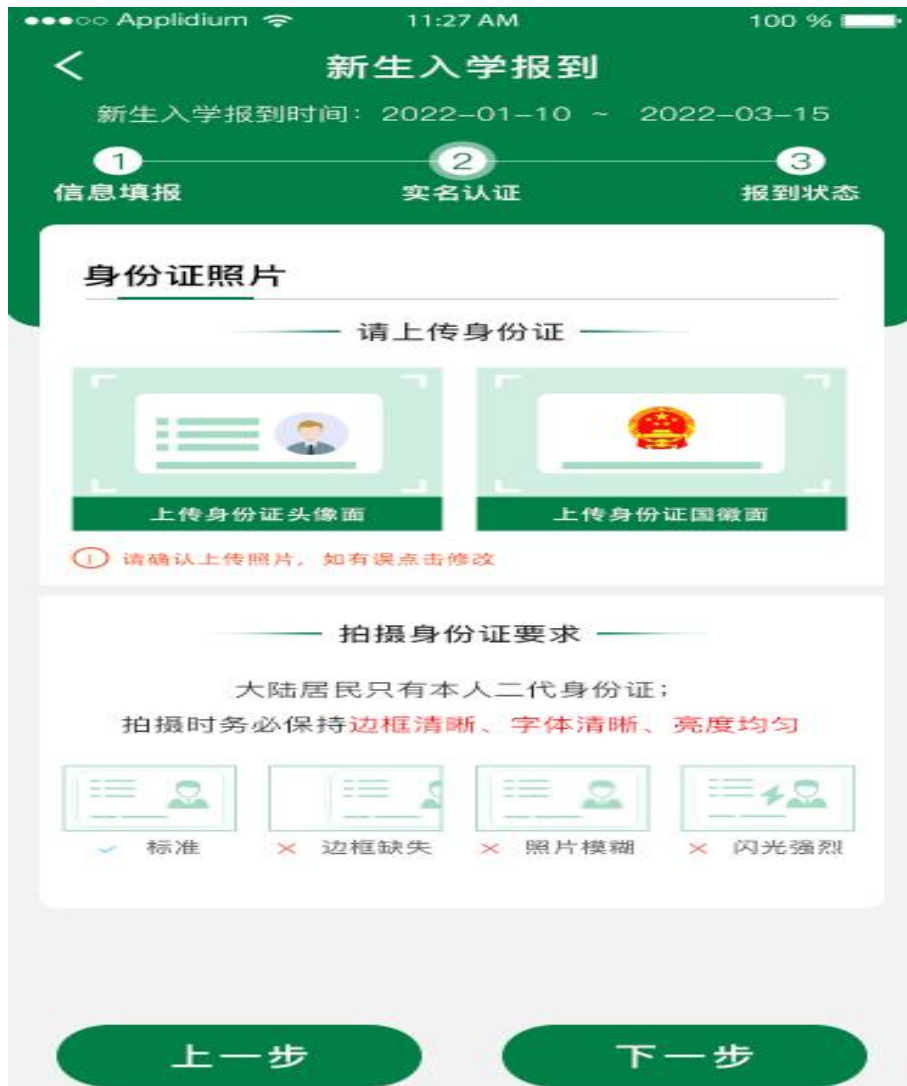 Applidium 11:27 AM 100 %
新生入学报到
新生入学报到时间：2022-01-10 ~ 2022-03-15
1 2 3
信息填报 实名认证 报到状态
身份证照片
请上传身份证
上传身份证头像面 上传身份证国徽面
请确认上传照片，如有误点击修改
拍摄身份证要求
大陆居民只有本人二代身份证；
拍摄时务必保持边框清晰、字体清晰、亮度均匀
标准 边框缺失 照片模糊 闪光强烈
上一步 下一步